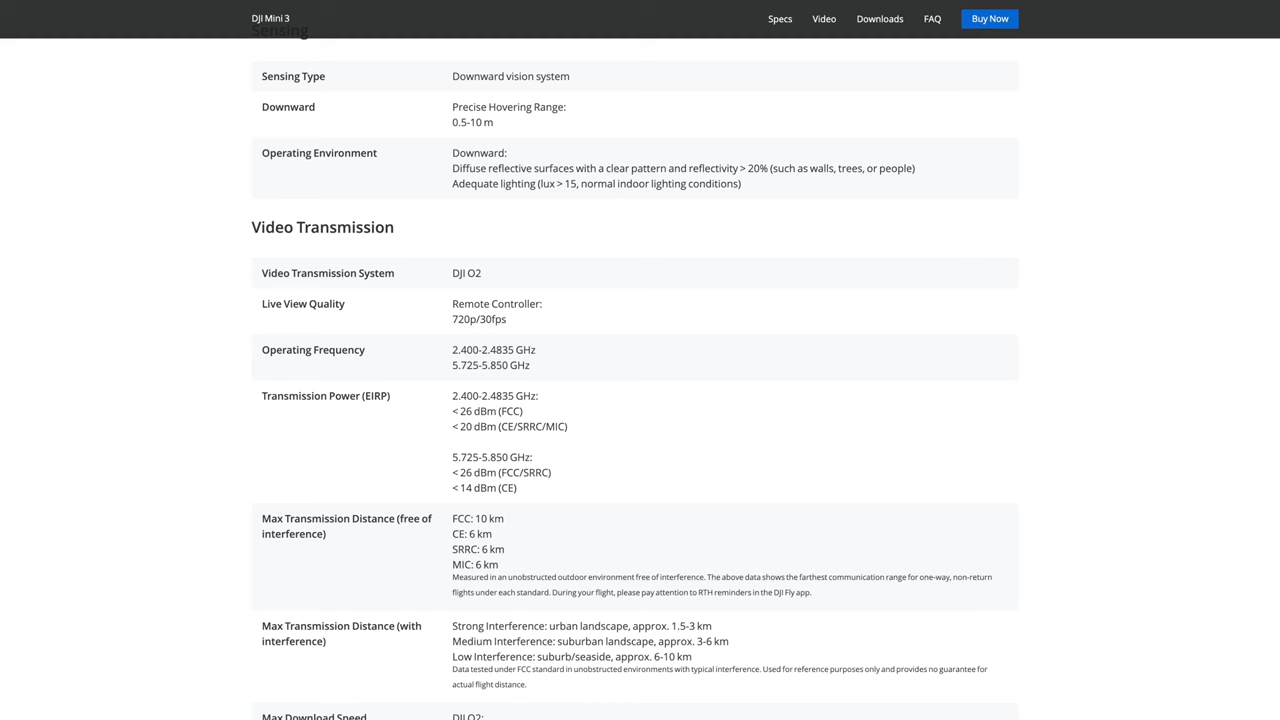 DJI Mini 3
Specs
Video
Downloads
FAQ
Buy Now
Sensing
Sensing Type
Downward vision system
Downward
Precise Hovering Range:
0.5-10 m
Operating Environment
Downward:
Diffuse reflective surfaces with a clear pattern and reflectivity > 20% (such as walls, trees, or people)
Adequate lighting (lux > 15, normal indoor lighting conditions)
Video Transmission
Video Transmission System
DJI O2
Live View Quality
Remote Controller:
720p/30fps
Operating Frequency
2.400-2.4835 GHz
5.725-5.850 GHz
Transmission Power (EIRP)
2.400-2.4835 GHz:
< 26 dBm (FCC)
< 20 dBm (CE/SRRC/MIC)
5.725-5.850 GHz:
< 26 dBm (FCC/SRRC)
< 14 dBm (CE)
Max Transmission Distance (free of
interference)
FCC: 10 km
CE: 6 km
SRRC: 6 km
MIC: 6 km
Measured in an unobstructed outdoor environment free of interference. The above data shows the farthest communication range for one-way, non-return
flights under each standard. During your flight, please pay attention to RTH reminders in the DJI Fly app.
Max Transmission Distance (with
interference)
Strong Interference: urban landscape, approx. 1.5-3 km
Medium Interference: suburban landscape, approx. 3-6 km
Low Interference: suburb/seaside, approx. 6-10 km
Data tested under FCC standard in unobstructed environments with typical interference. Used for reference purposes only and provides no guarantee for
actual flight distance.
Max Download Speed
DJI O2: